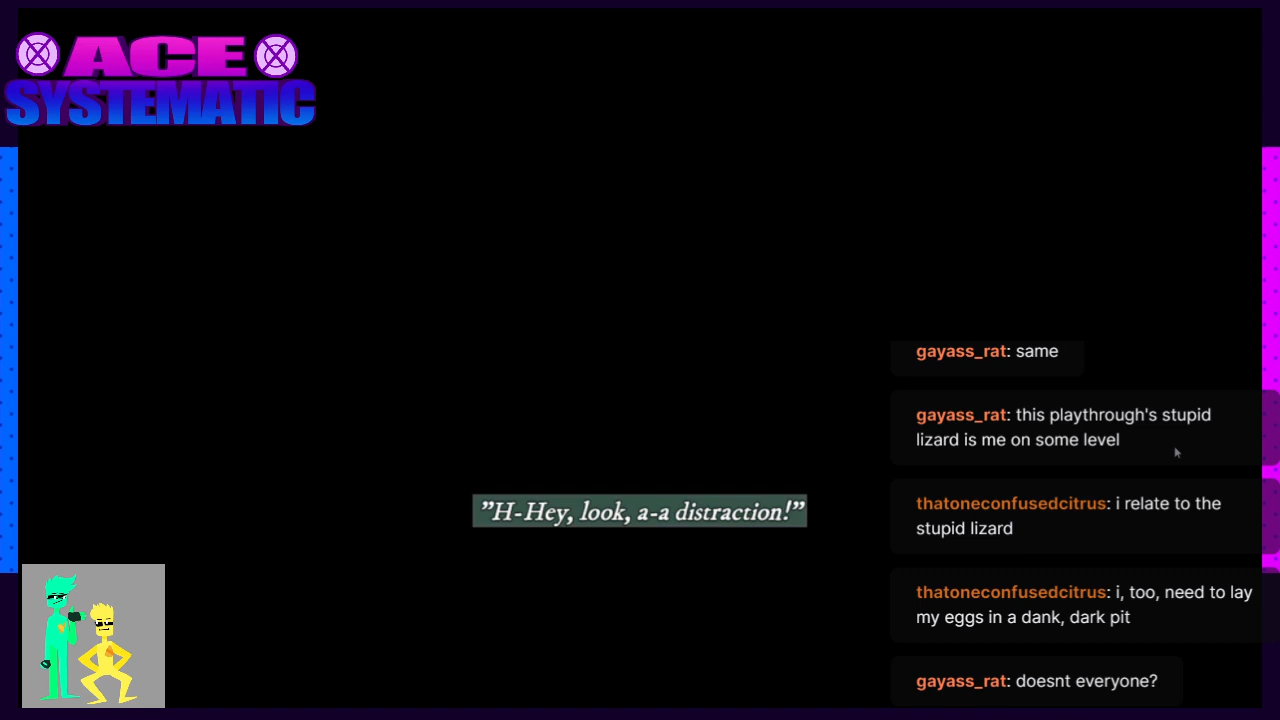 ACE
SYSTEMATIC
gayass_rat: same
gayass_rat: this playthrough's stupid
lizard is me on some level
"H-Hey, look, a-a distraction!"
thatoneconfusedcitrus: i relate to the
stupid lizard
thatoneconfusedcitrus: i, too, need to lay
my eggs in a dank, dark pit
gayass_rat: doesnt everyone?